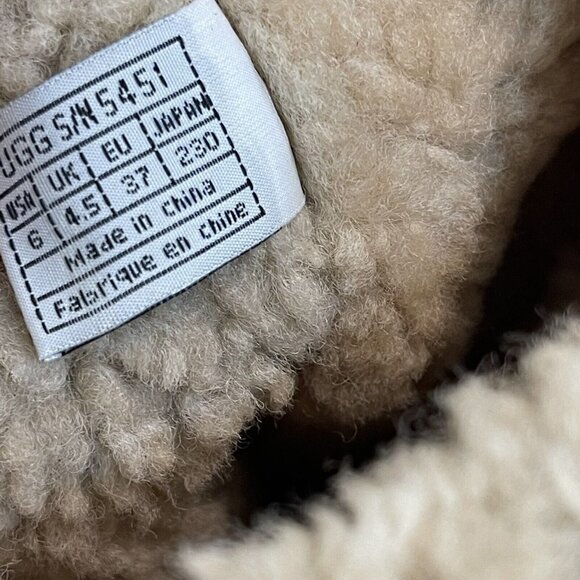 UGG S/N 5451
USA UK EU JAPAN
6 4.5 37 230
Made in China
Fabrique en chine